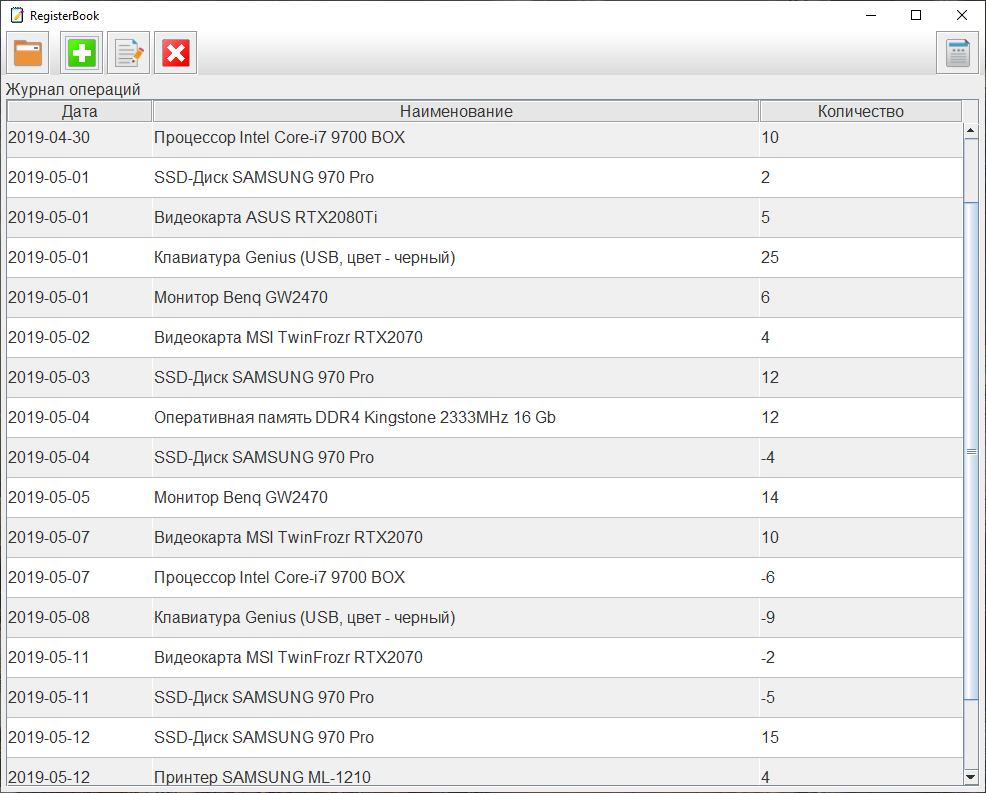 RegisterBook
Журнал операций
Дата Наименование Количество
2019-04-30 Процессор Intel Core-i7 9700 BOX 10
2019-05-01 SSD-Диск SAMSUNG 970 Pro 2
2019-05-01 Видеокарта ASUS RTX2080Ti 5
2019-05-01 Клавиатура Genius (USB, цвет - черный) 25
2019-05-01 Монитор Benq GW2470 6
2019-05-02 Видеокарта MSI TwinFrozr RTX2070 4
2019-05-03 SSD-Диск SAMSUNG 970 Pro 12
2019-05-04 Оперативная память DDR4 Kingstone 2333MHz 16 Gb 12
2019-05-04 SSD-Диск SAMSUNG 970 Pro -4
2019-05-05 Монитор Benq GW2470 14
2019-05-07 Видеокарта MSI TwinFrozr RTX2070 10
2019-05-07 Процессор Intel Core-i7 9700 BOX -6
2019-05-08 Клавиатура Genius (USB, цвет - черный) -9
2019-05-11 Видеокарта MSI TwinFrozr RTX2070 -2
2019-05-11 SSD-Диск SAMSUNG 970 Pro -5
2019-05-12 SSD-Диск SAMSUNG 970 Pro 15
2019-05-12 Принтер SAMSUNG ML-1210 4